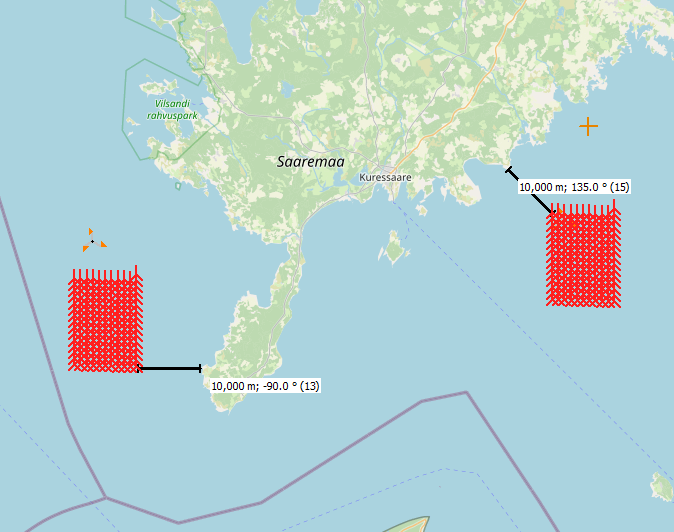 Vilsandi
rahvuspark
Saaremaa
Kuressaare
10,000 m; 135.0 ° (15)
10,000 m; -90.0 ° (13)